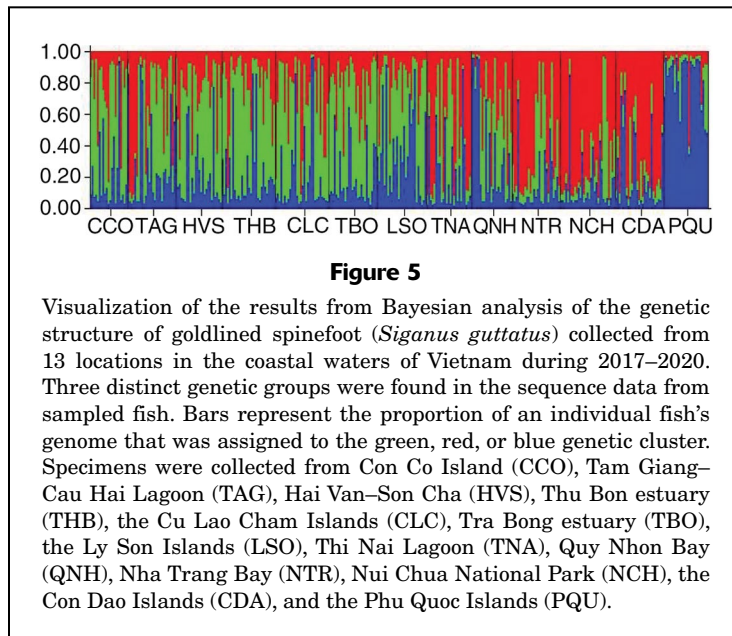 1.00
0.80
0.60
0.40
0.20
0.00
CCO TAG HVS THB CLC TBO LSO TNA QNH NTR NCH CDA PQU
Figure 5
Visualization of the results from Bayesian analysis of the genetic
structure of goldlined spinefoot (Siganus guttatus) collected from
13 locations in the coastal waters of Vietnam during 2017–2020.
Three distinct genetic groups were found in the sequence data from
sampled fish. Bars represent the proportion of an individual fish's
genome that was assigned to the green, red, or blue genetic cluster.
Specimens were collected from Con Co Island (CCO), Tam Giang–
Cau Hai Lagoon (TAG), Hai Van–Son Cha (HVS), Thu Bon estuary
(THB), the Cu Lao Cham Islands (CLC), Tra Bong estuary (TBO),
the Ly Son Islands (LSO), Thi Nai Lagoon (TNA), Quy Nhon Bay
(QNH), Nha Trang Bay (NTR), Nui Chua National Park (NCH), the
Con Dao Islands (CDA), and the Phu Quoc Islands (PQU).